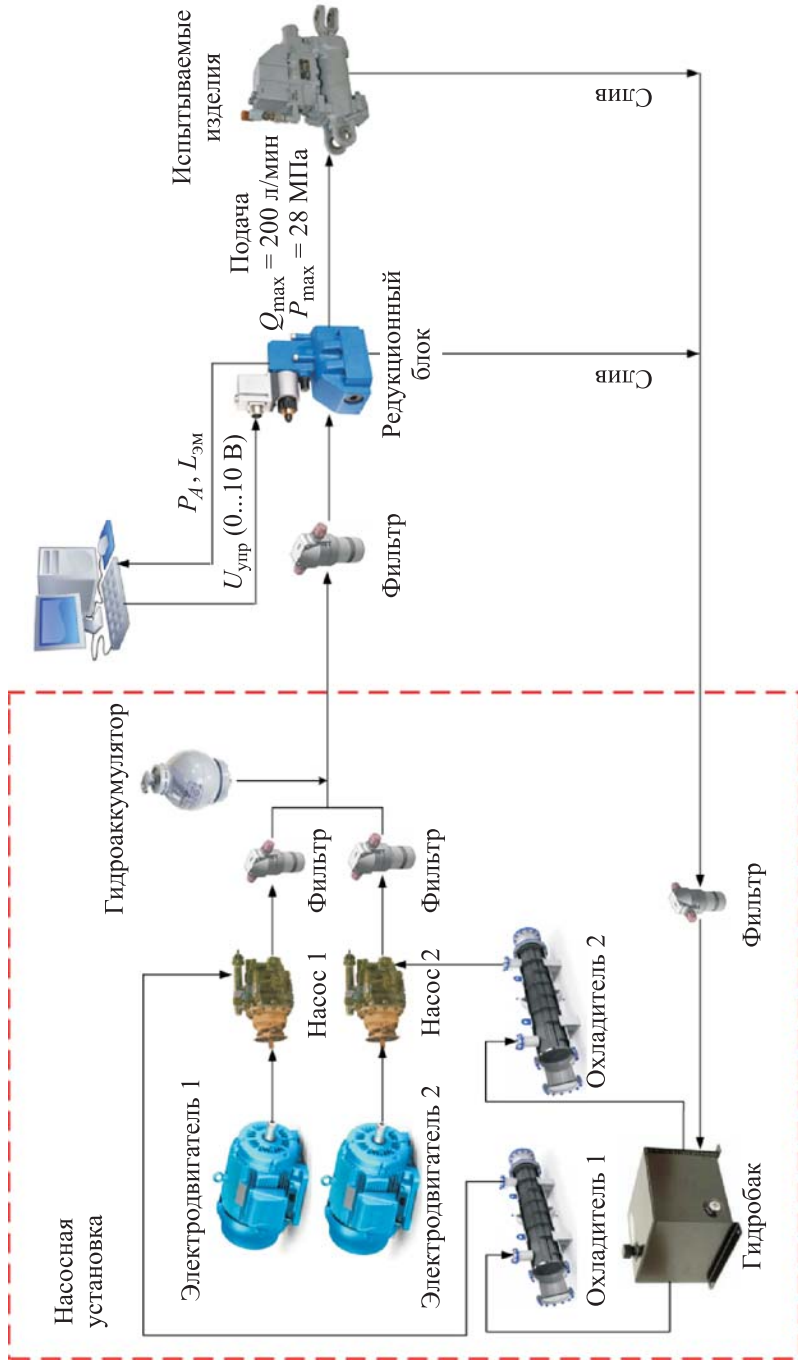 Насосная
установка
Электродвигатель 1
Электродвигатель 2
Насос 1
Насос 2
Фильтр
Фильтр
Гидроаккумулятор
Охладитель 1
Охладитель 2
Гидробак
Фильтр
P_A, L_эм
U_упр (0...10 В)
Фильтр
Редукционный
блок
Подача
Q_max = 200 л/мин
P_max = 28 МПа
Испытываемые
изделия
Слив
Слив